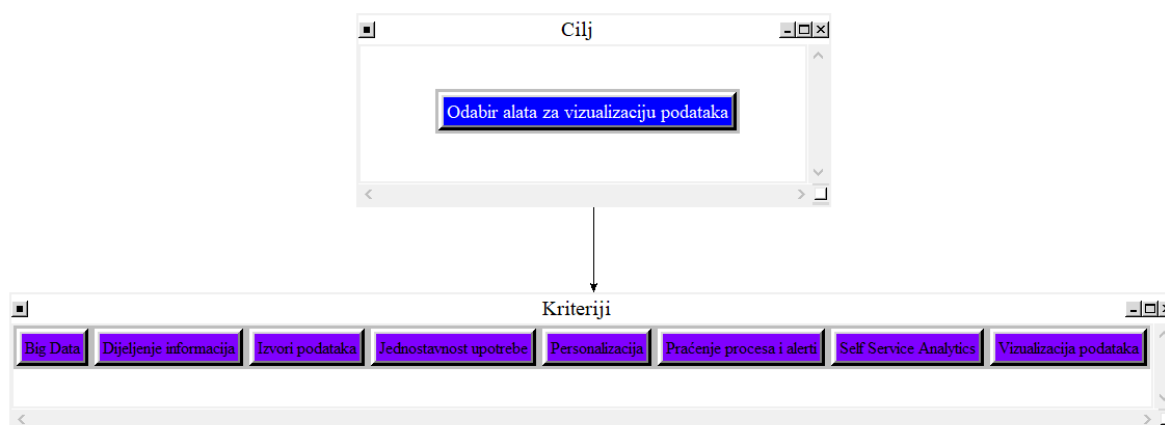 Cilj
Odabir alata za vizualizaciju podataka
Kriteriji
Big Data Dijeljenje informacija Izvori podataka Jednostavnost upotrebe Personalizacija Praćenje procesa i alerti Self Service Analytics Vizualizacija podataka